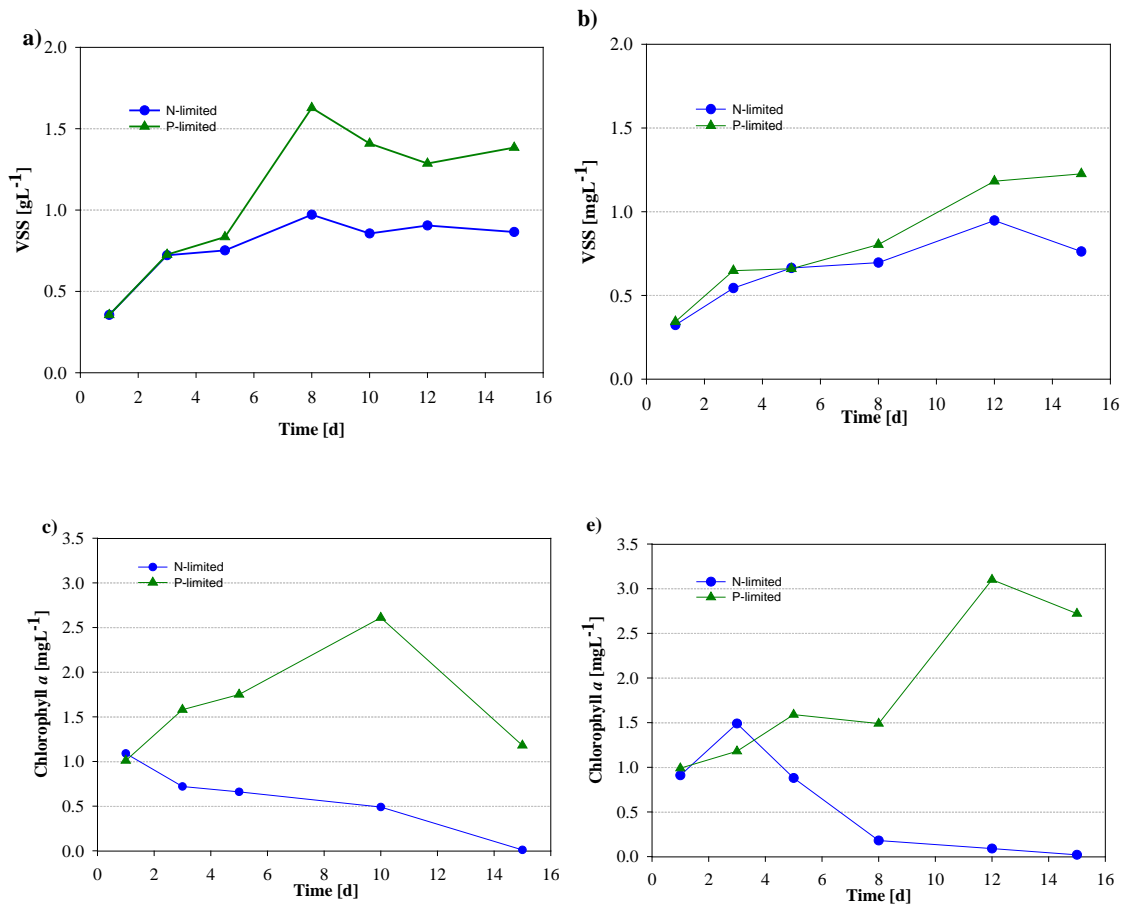 a)
VSS [gL-1]
2.0
1.5
1.0
0.5
0.0
N-limited
P-limited
0 2 4 6 8 10 12 14 16
Time [d]
b)
VSS [mgL-1]
2.0
1.5
1.0
0.5
0.0
N-limited
P-limited
0 2 4 6 8 10 12 14 16
Time [d]
c)
Chlorophyll a [mgL-1]
3.5
3.0
2.5
2.0
1.5
1.0
0.5
0.0
N-limited
P-limited
0 2 4 6 8 10 12 14 16
Time [d]
e)
Chlorophyll a [mgL-1]
3.5
3.0
2.5
2.0
1.5
1.0
0.5
0.0
N-limited
P-limited
0 2 4 6 8 10 12 14 16
Time [d]